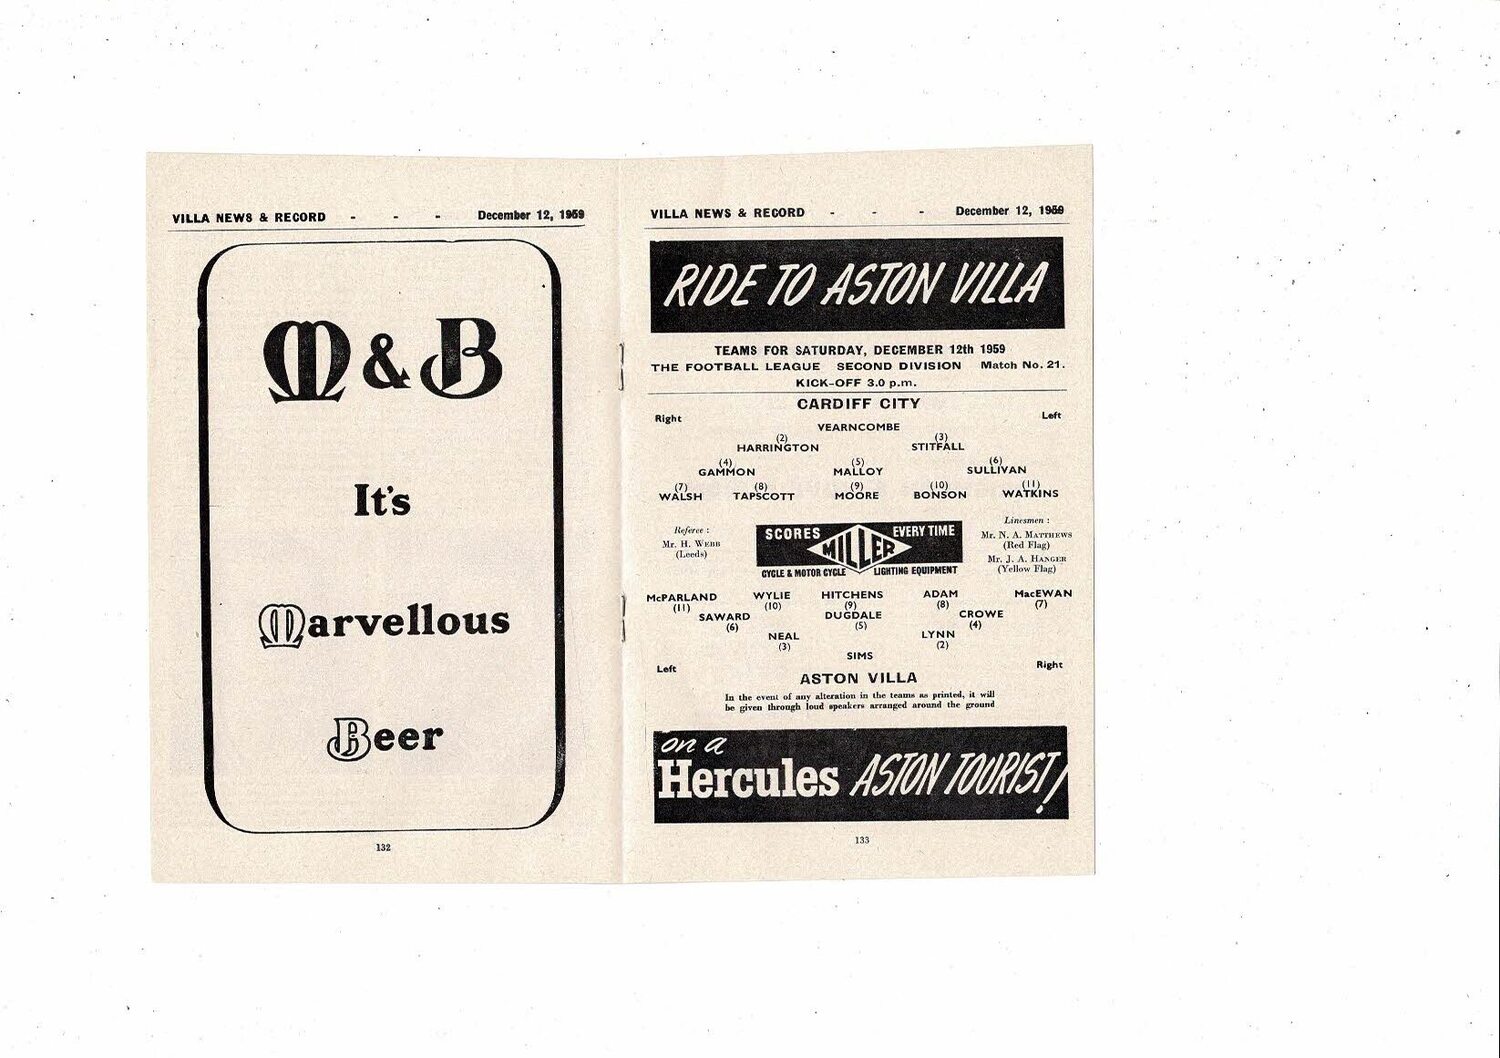 VILLA NEWS & RECORD - - - December 12, 1959
M & B
It's
Marvellous
Beer
132
VILLA NEWS & RECORD - - - December 12, 1959
RIDE TO ASTON VILLA
TEAMS FOR SATURDAY, DECEMBER 12th 1959
THE FOOTBALL LEAGUE SECOND DIVISION Match No. 21.
KICK-OFF 3.0 p.m.
CARDIFF CITY
Right Left
VEARNCOMBE
(2) (3)
HARRINGTON STITFALL
(4) (5) (6)
GAMMON MALLOY SULLIVAN
(7) (8) (9) (10) (11)
WALSH TAPSCOTT MOORE BONSON WATKINS
Referee :
Mr. H. WEBB
(Leeds)
SCORES EVERY TIME
MILLER
CYCLE & MOTOR CYCLE LIGHTING EQUIPMENT
Linesmen :
Mr. N. A. MATTHEWS
(Red Flag)
Mr. J. A. HANGER
(Yellow Flag)
McPARLAND WYLIE HITCHENS ADAM MacEWAN
(11) (10) (9) (8) (7)
SAWARD DUGDALE CROWE
(6) (5) (4)
NEAL LYNN
(3) (2)
SIMS
Left Right
ASTON VILLA
In the event of any alteration in the teams as printed, it will
be given through loud speakers arranged around the ground
on a
Hercules ASTON TOURIST!
133